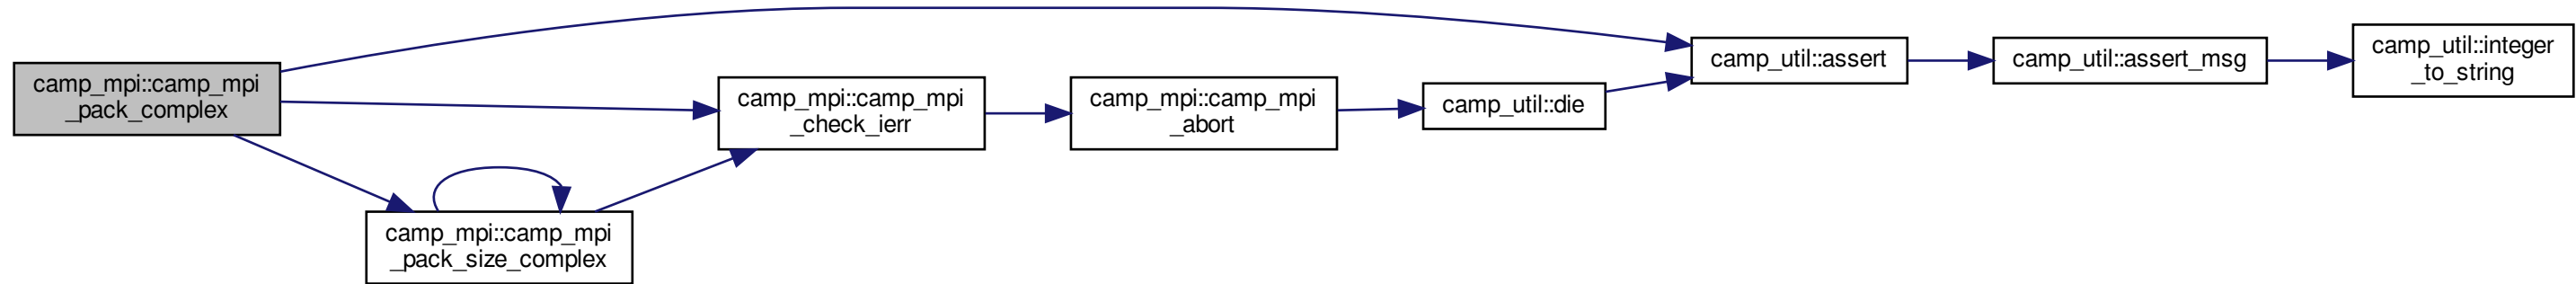 camp_mpi::camp_mpi
_pack_complex
camp_mpi::camp_mpi
_pack_size_complex
camp_mpi::camp_mpi
_check_ierr
camp_mpi::camp_mpi
_abort
camp_util::die
camp_util::assert
camp_util::assert_msg
camp_util::integer
_to_string